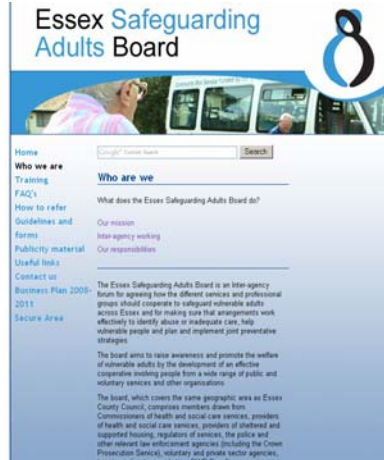 Essex Safeguarding
Adults Board
Home
Who we are
Training
FAQ's
How to refer
Guidelines and
forms
Publicity material
Useful links
Contact us
Business Plan 2008-
2011
Secure Area
Google™ Custom Search
Search
Who are we
What does the Essex Safeguarding Adults Board do?
Our mission
Inter-agency working
Our responsibilities
The Essex Safeguarding Adults Board is an Inter-agency
forum for agreeing how the different services and professional
groups should cooperate to safeguard vulnerable adults
across Essex and for making sure that arrangements work
effectively to identify abuse or inadequate care, help
vulnerable people and plan and implement joint preventative
strategies.
The board aims to raise awareness and promote the welfare
of vulnerable adults by the development of an effective
cooperative involving people from a wide range of public and
voluntary services and other organisations.
The board, which covers the same geographic area as Essex
County Council, comprises members drawn from
Commissioners of health and social care services, providers
of health and social care services, providers of sheltered and
supported housing, regulators of services, the police and
other relevant law enforcement agencies (including the Crown
Prosecution Service), voluntary and private sector agencies,